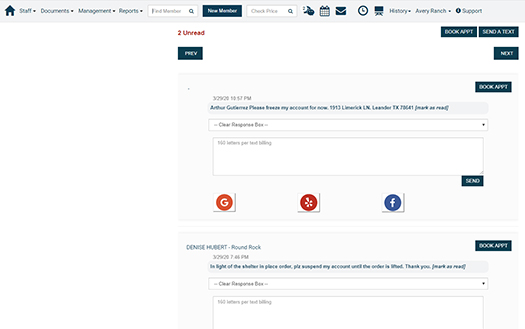 Staff Documents Management Reports Find Member New Member Check Price History Avery Ranch Support
2 Unread
BOOK APPT SEND A TEXT
PREV NEXT
BOOK APPT
3/29/20 10:57 PM
Arthur Gutierrez Please freeze my account for now. 1913 Limerick LN. Leander TX 78641 [mark as read]
-- Clear Response Box --
160 letters per text billing
SEND
G
f
DENISE HUBERT - Round Rock
BOOK APPT
3/29/20 7:46 PM
In light of the shelter in place order, plz suspend my account until the order is lifted. Thank you. [mark as read]
-- Clear Response Box --
160 letters per text billing